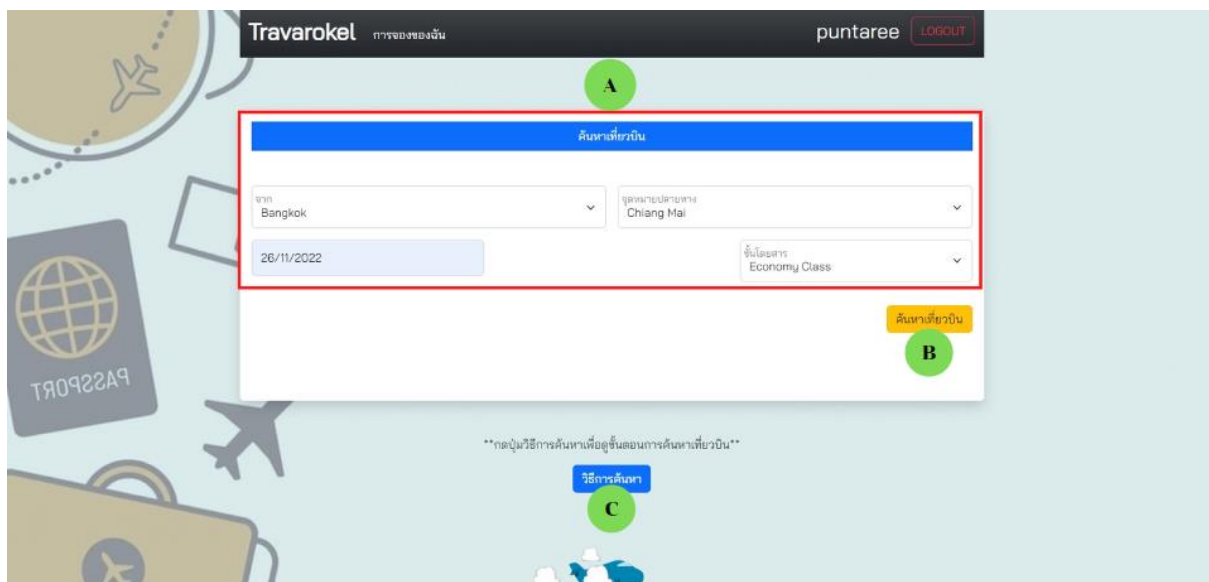 Travarokel การจองของฉัน puntaree LOGOUT
A
ค้นหาเที่ยวบิน
จาก จุดหมายปลายทาง
Bangkok Chiang Mai
26/11/2022 ชั้นโดยสาร
Economy Class
ค้นหาเที่ยวบิน
B
PASSPORT
**กดปุ่มวิธีการค้นหาเพื่อดูขั้นตอนการค้นหาเที่ยวบิน**
วิธีการค้นหา
C